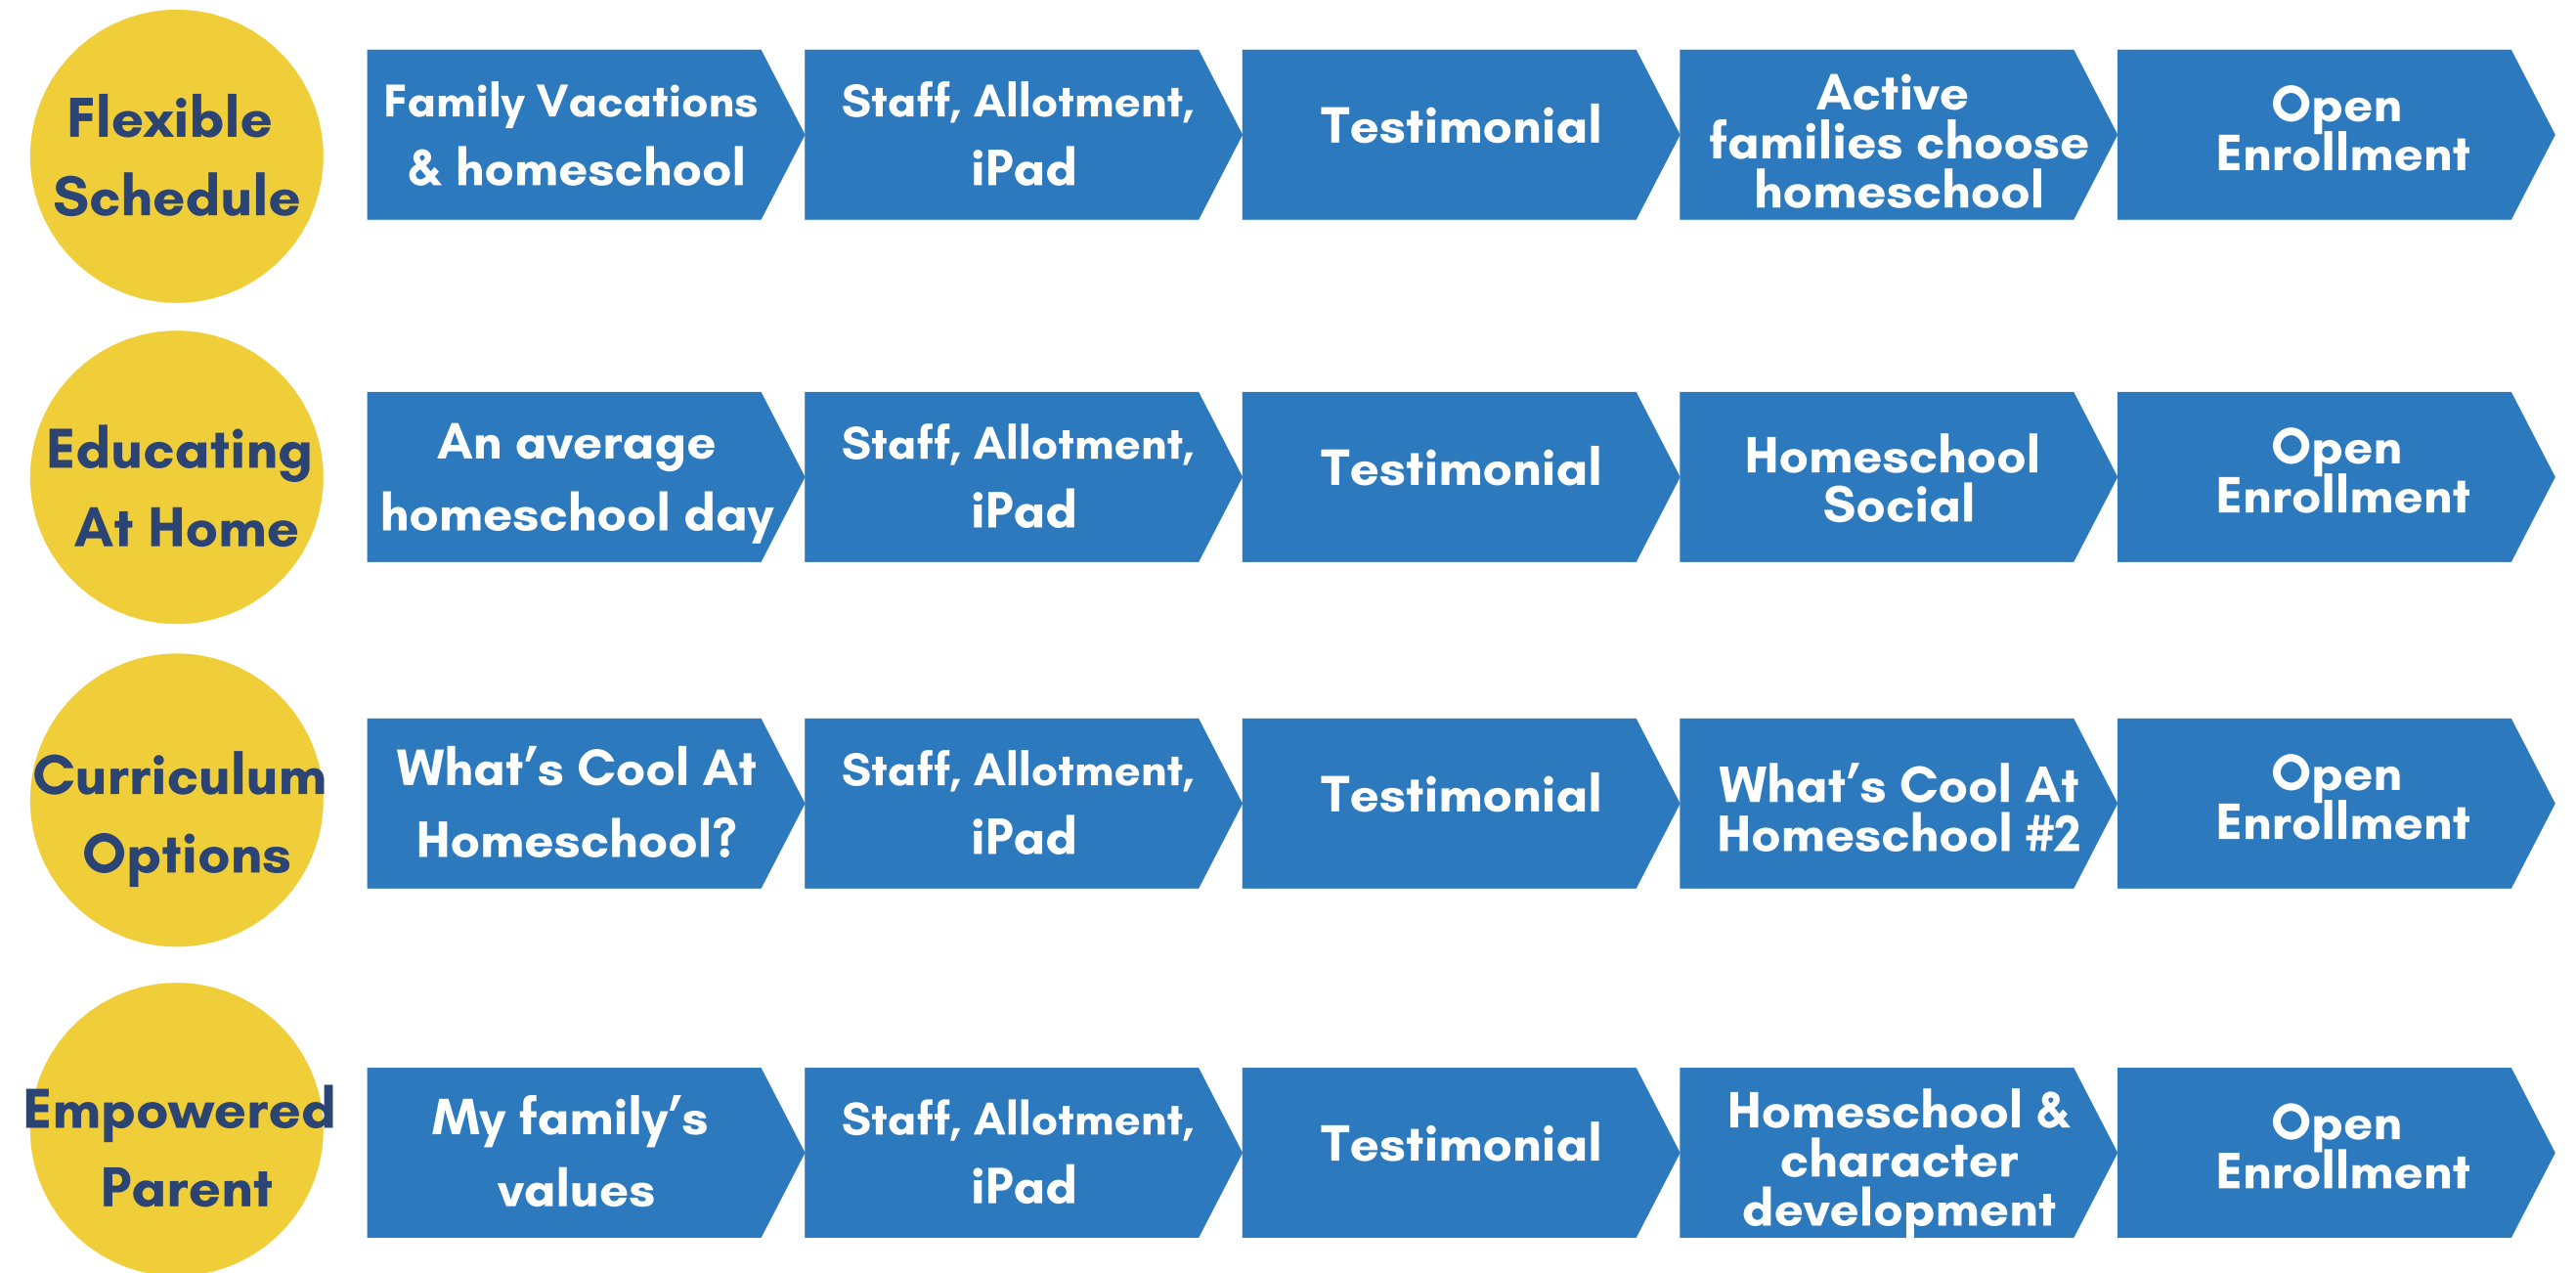 Flexible
Schedule
Family Vacations
& homeschool
Staff, Allotment,
iPad
Testimonial
Active
families choose
homeschool
Open
Enrollment
Educating
At Home
An average
homeschool day
Staff, Allotment,
iPad
Testimonial
Homeschool
Social
Open
Enrollment
Curriculum
Options
What's Cool At
Homeschool?
Staff, Allotment,
iPad
Testimonial
What's Cool At
Homeschool #2
Open
Enrollment
Empowered
Parent
My family's
values
Staff, Allotment,
iPad
Testimonial
Homeschool &
character
development
Open
Enrollment